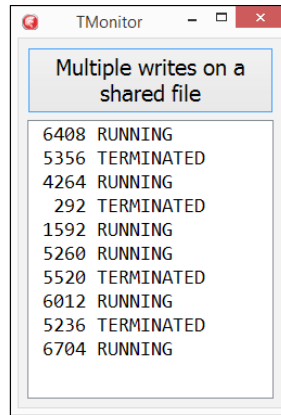 TMonitor
Multiple writes on a
shared file
6408 RUNNING
5356 TERMINATED
4264 RUNNING
292 TERMINATED
1592 RUNNING
5260 RUNNING
5520 TERMINATED
6012 RUNNING
5236 TERMINATED
6704 RUNNING